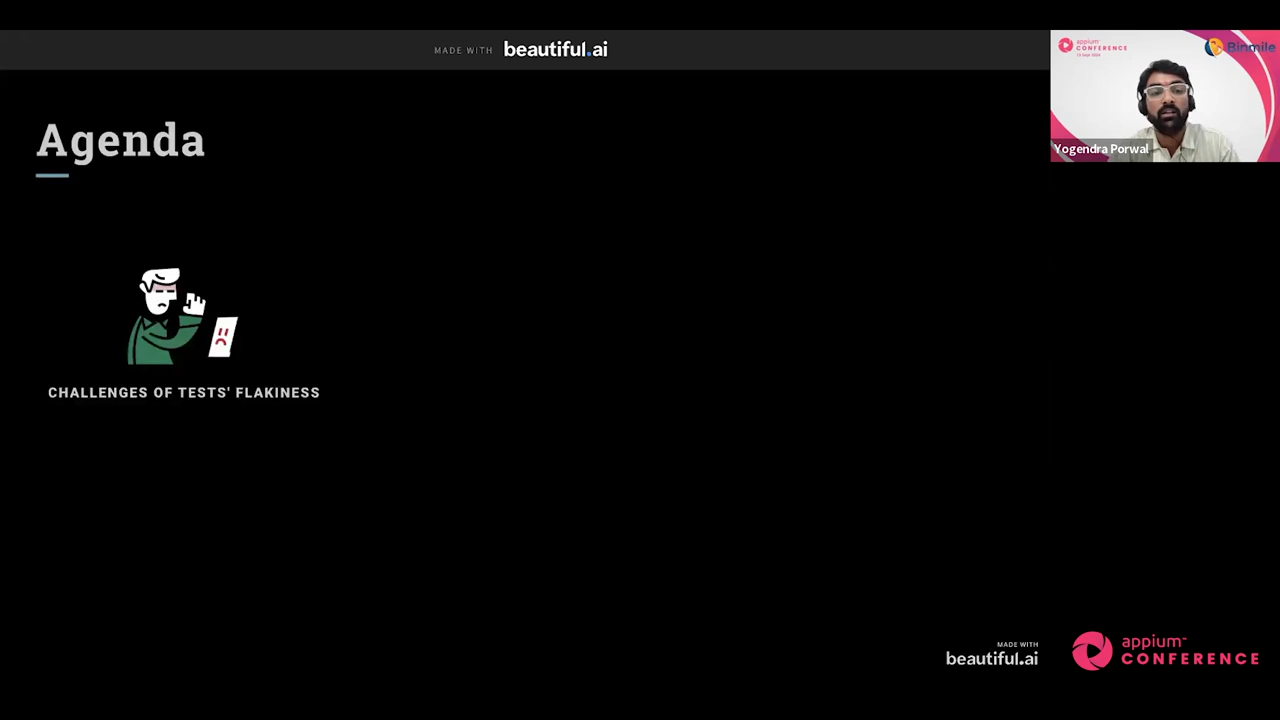 MADE WITH beautiful.ai
appium
CONFERENCE
Binmile
Yogendra Porwal
Agenda
CHALLENGES OF TESTS' FLAKINESS
MADE WITH
beautiful.ai
appium
CONFERENCE